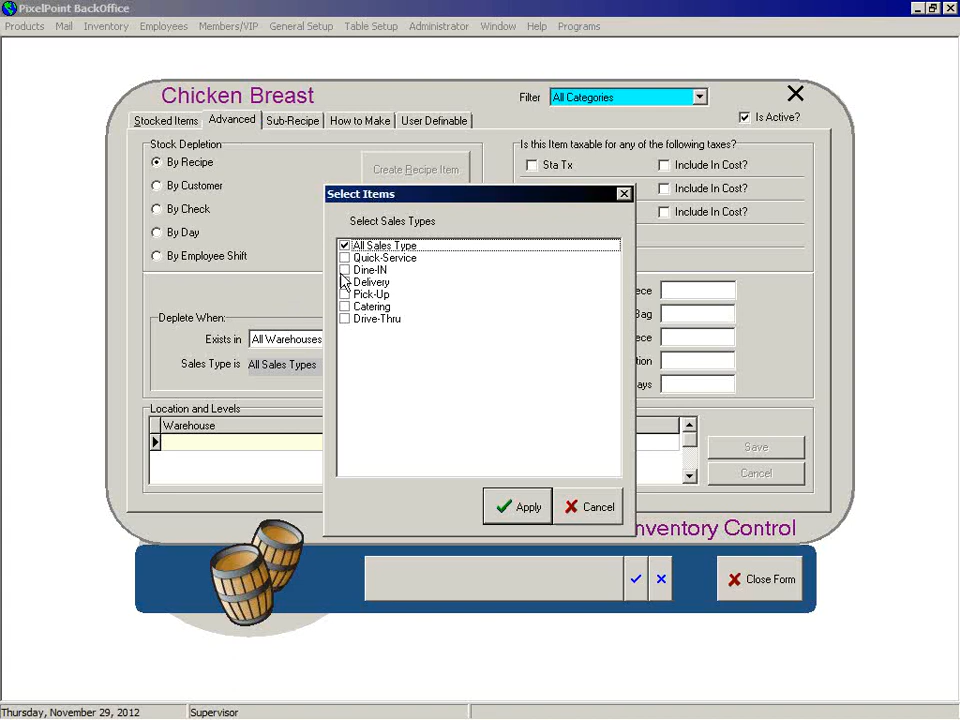 PixelPoint BackOffice
Products Mail Inventory Employees Members/VIP General Setup Table Setup Administrator Window Help Programs
Chicken Breast
Filter All Categories
Stocked Items Advanced Sub-Recipe How to Make User Definable
Is Active?
Stock Depletion
Is this Item taxable for any of the following taxes?
By Recipe
Create Recipe Item
Sta Tx Include In Cost?
By Customer
Include In Cost?
By Check
Include In Cost?
By Day
By Employee Shift
Select Items
Select Sales Types
All Sales Type
Quick-Service
Dine-IN
Delivery
Pick-Up
Catering
Drive-Thru
Apply Cancel
ece
Bag
Deplete When:
Exists in All Warehouses
ece
Sales Type is All Sales Types
tion
ays
Location and Levels
Warehouse
Save
Cancel
nventory Control
Close Form
Thursday, November 29, 2012 Supervisor